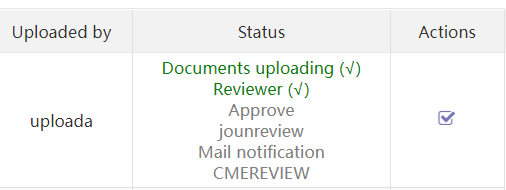 Uploaded by Status Actions
Documents uploading (√)
Reviewer (√)
Approve
uploada jounreview
Mail notification
CMEREVIEW